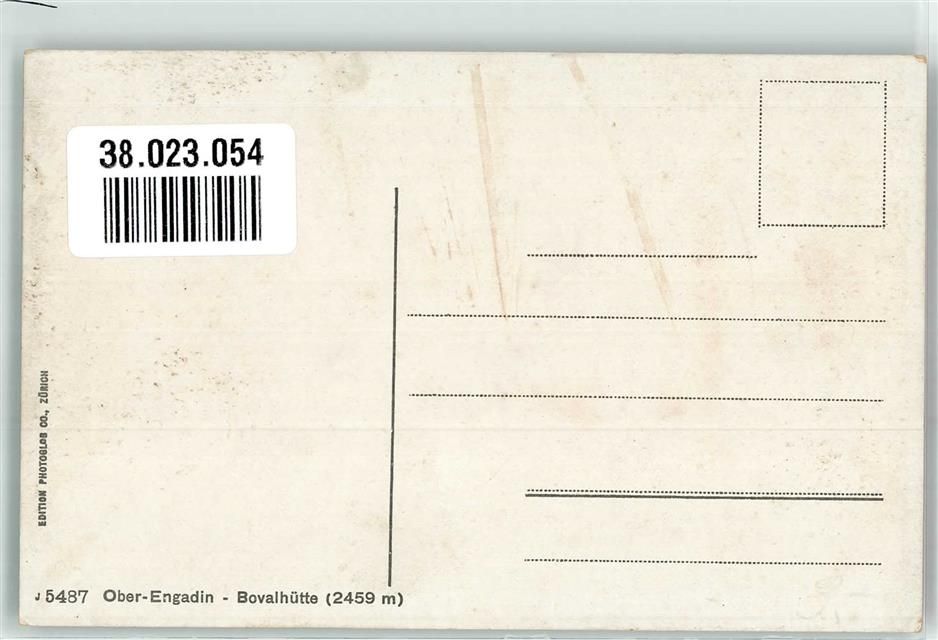 38.023.054
EDITION PHOTOGLOB CO., ZÜRICH
J 5487 Ober-Engadin - Bovalhütte (2459 m)